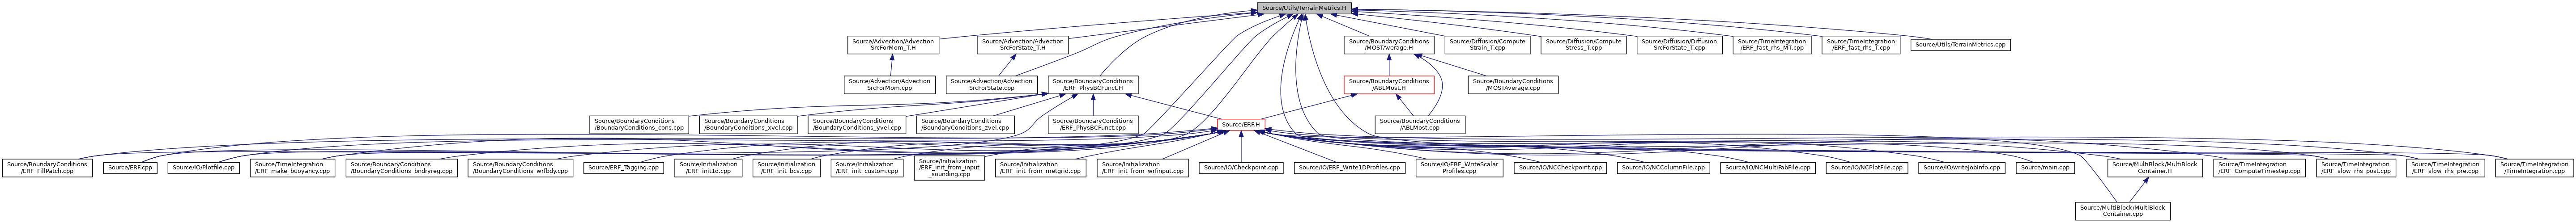 Source/Utils/TerrainMetrics.H
Source/Advection/Advection
SrcForMom_T.H
Source/Advection/Advection
SrcForState_T.H
Source/BoundaryConditions
/MOSTAverage.H
Source/Diffusion/Compute
Strain_T.cpp
Source/Diffusion/Compute
Stress_T.cpp
Source/Diffusion/Diffusion
SrcForState_T.cpp
Source/TimeIntegration
/ERF_fast_rhs_MT.cpp
Source/TimeIntegration
/ERF_fast_rhs_T.cpp
Source/Utils/TerrainMetrics.cpp
Source/Advection/Advection
SrcForMom.cpp
Source/Advection/Advection
SrcForState.cpp
Source/BoundaryConditions
/ERF_PhysBCFunct.H
Source/BoundaryConditions
/ABLMost.H
Source/BoundaryConditions
/MOSTAverage.cpp
Source/BoundaryConditions
/BoundaryConditions_cons.cpp
Source/BoundaryConditions
/BoundaryConditions_xvel.cpp
Source/BoundaryConditions
/BoundaryConditions_yvel.cpp
Source/BoundaryConditions
/BoundaryConditions_zvel.cpp
Source/BoundaryConditions
/ERF_PhysBCFunct.cpp
Source/ERF.H
Source/BoundaryConditions
/ABLMost.cpp
Source/BoundaryConditions
/ERF_FillPatch.cpp
Source/ERF.cpp
Source/IO/Plotfile.cpp
Source/TimeIntegration
/ERF_make_buoyancy.cpp
Source/BoundaryConditions
/BoundaryConditions_bndryreg.cpp
Source/BoundaryConditions
/BoundaryConditions_wrfbdy.cpp
Source/ERF_Tagging.cpp
Source/Initialization
/ERF_init1d.cpp
Source/Initialization
/ERF_init_bcs.cpp
Source/Initialization
/ERF_init_custom.cpp
Source/Initialization
/ERF_init_from_input
_sounding.cpp
Source/Initialization
/ERF_init_from_metgrid.cpp
Source/Initialization
/ERF_init_from_wrfinput.cpp
Source/IO/Checkpoint.cpp
Source/IO/ERF_Write1DProfiles.cpp
Source/IO/ERF_WriteScalar
Profiles.cpp
Source/IO/NCCheckpoint.cpp
Source/IO/NCColumnFile.cpp
Source/IO/NCMultiFabFile.cpp
Source/IO/NCPlotFile.cpp
Source/IO/writeJobInfo.cpp
Source/main.cpp
Source/MultiBlock/MultiBlock
Container.H
Source/TimeIntegration
/ERF_ComputeTimestep.cpp
Source/TimeIntegration
/ERF_slow_rhs_post.cpp
Source/TimeIntegration
/ERF_slow_rhs_pre.cpp
Source/TimeIntegration
/TimeIntegration.cpp
Source/MultiBlock/MultiBlock
Container.cpp